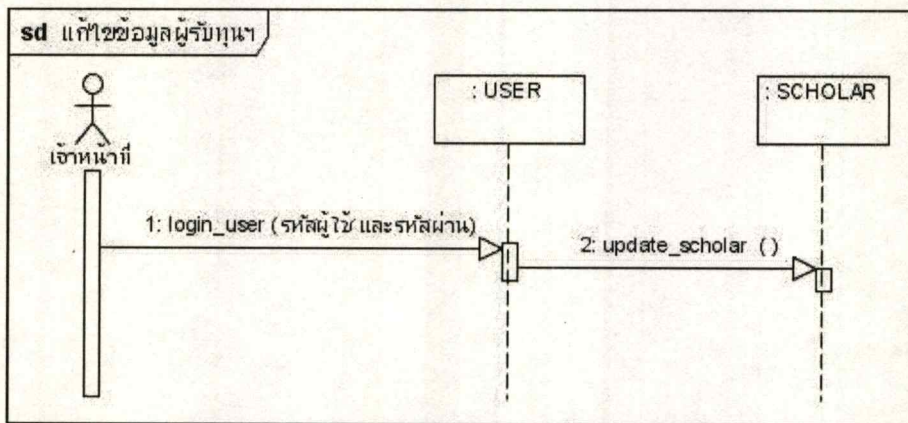 sd แก้ไขข้อมูลผู้รับทุนฯ
: USER
: SCHOLAR
เจ้าหน้าที่
1: login_user (รหัสผู้ใช้ และรหัสผ่าน)
2: update_scholar ()